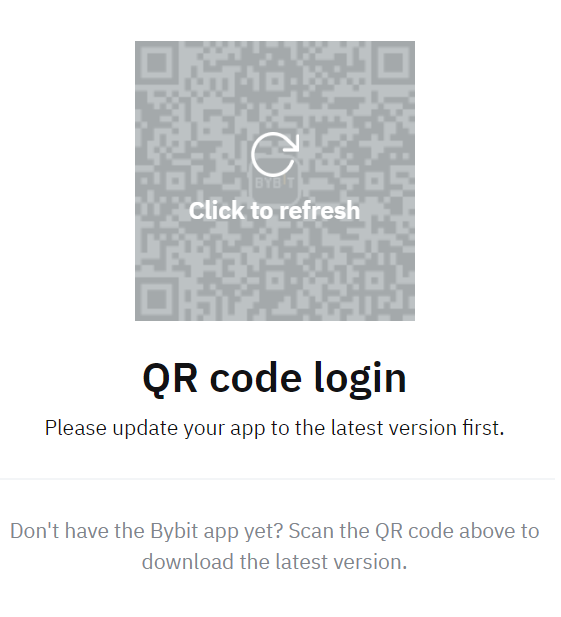 BYBIT
Click to refresh
QR code login
Please update your app to the latest version first.
Don't have the Bybit app yet? Scan the QR code above to
download the latest version.